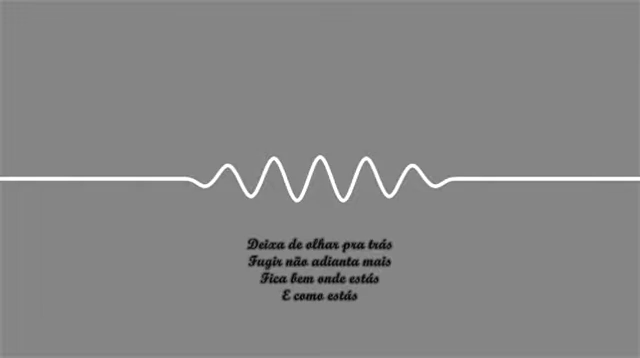 Deixa de olhar pra trás
Fugir não adianta mais
Fica bem onde estás
E como estás